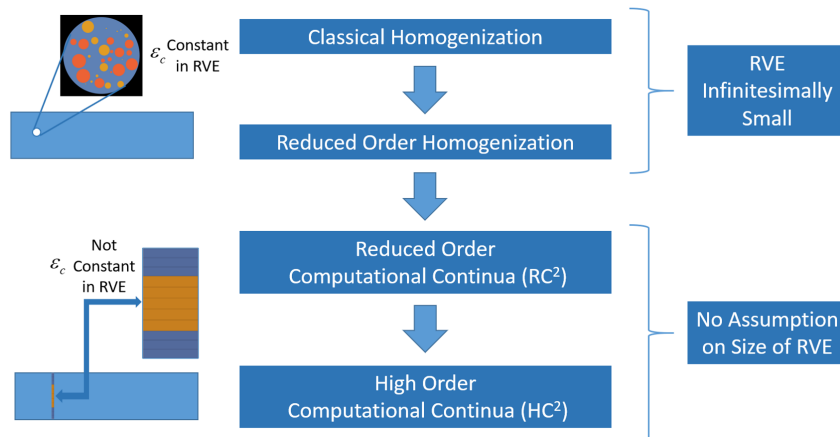 Classical Homogenization
Reduced Order Homogenization
Reduced Order
Computational Continua (RC²)
High Order
Computational Continua (HC²)
RVE
Infinitesimally
Small
No Assumption
on Size of RVE
ε_c Constant
in RVE
Not
ε_c Constant
in RVE